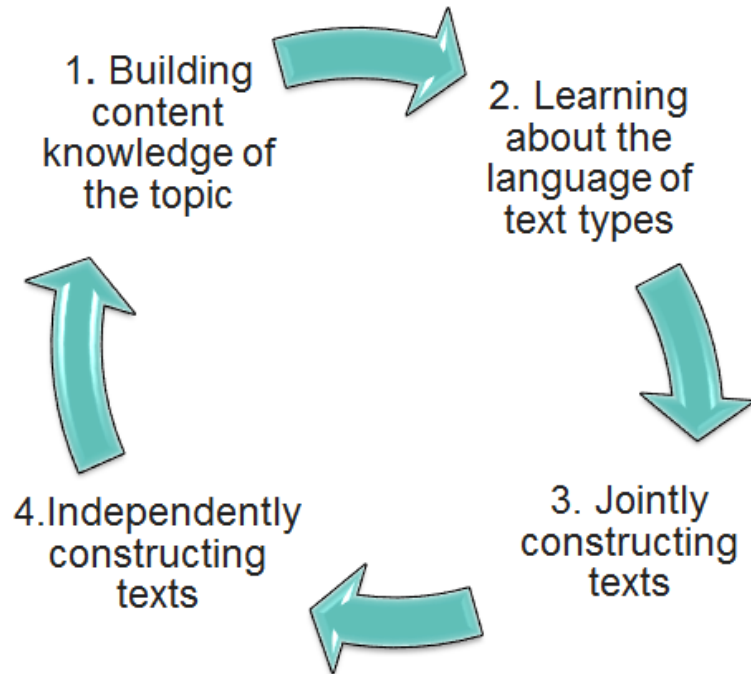 1. Building
content
knowledge of
the topic
2. Learning
about the
language of
text types
3. Jointly
constructing
texts
4.Independently
constructing
texts